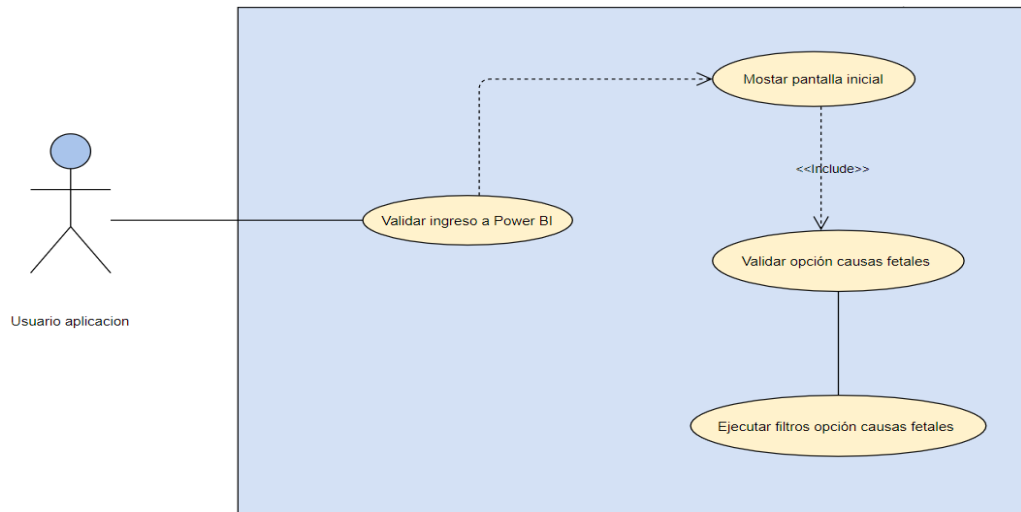 Mostar pantalla inicial
<<Include>>
Validar ingreso a Power BI
Validar opción causas fetales
Usuario aplicacion
Ejecutar filtros opción causas fetales